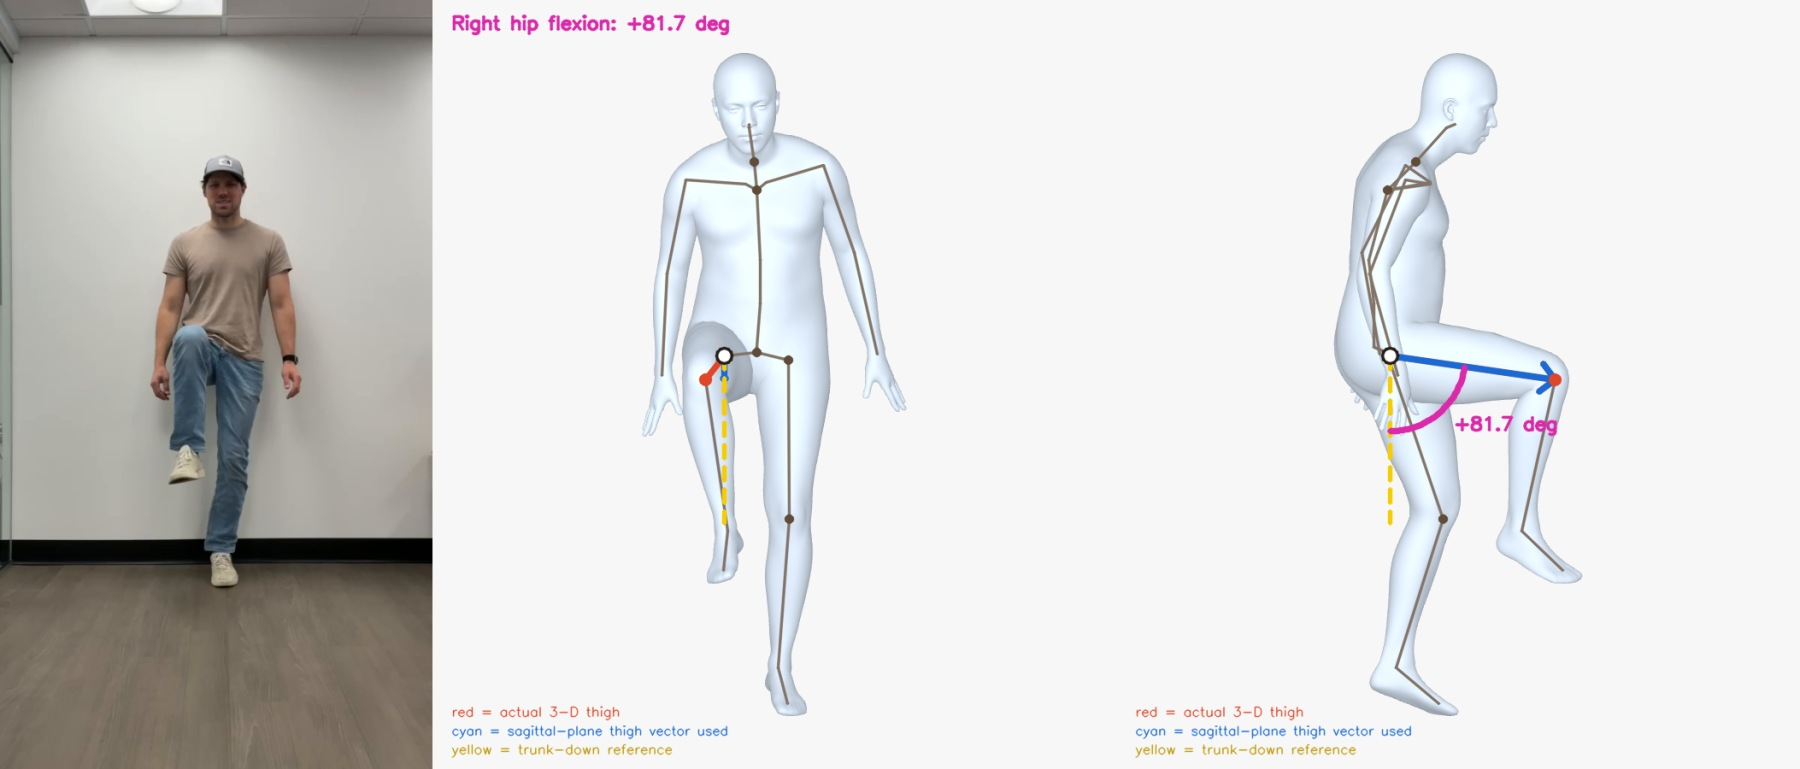 Right hip flexion: +81.7 deg
+81.7 deg
red = actual 3-D thigh
cyan = sagittal-plane thigh vector used
yellow = trunk-down reference
red = actual 3-D thigh
cyan = sagittal-plane thigh vector used
yellow = trunk-down reference